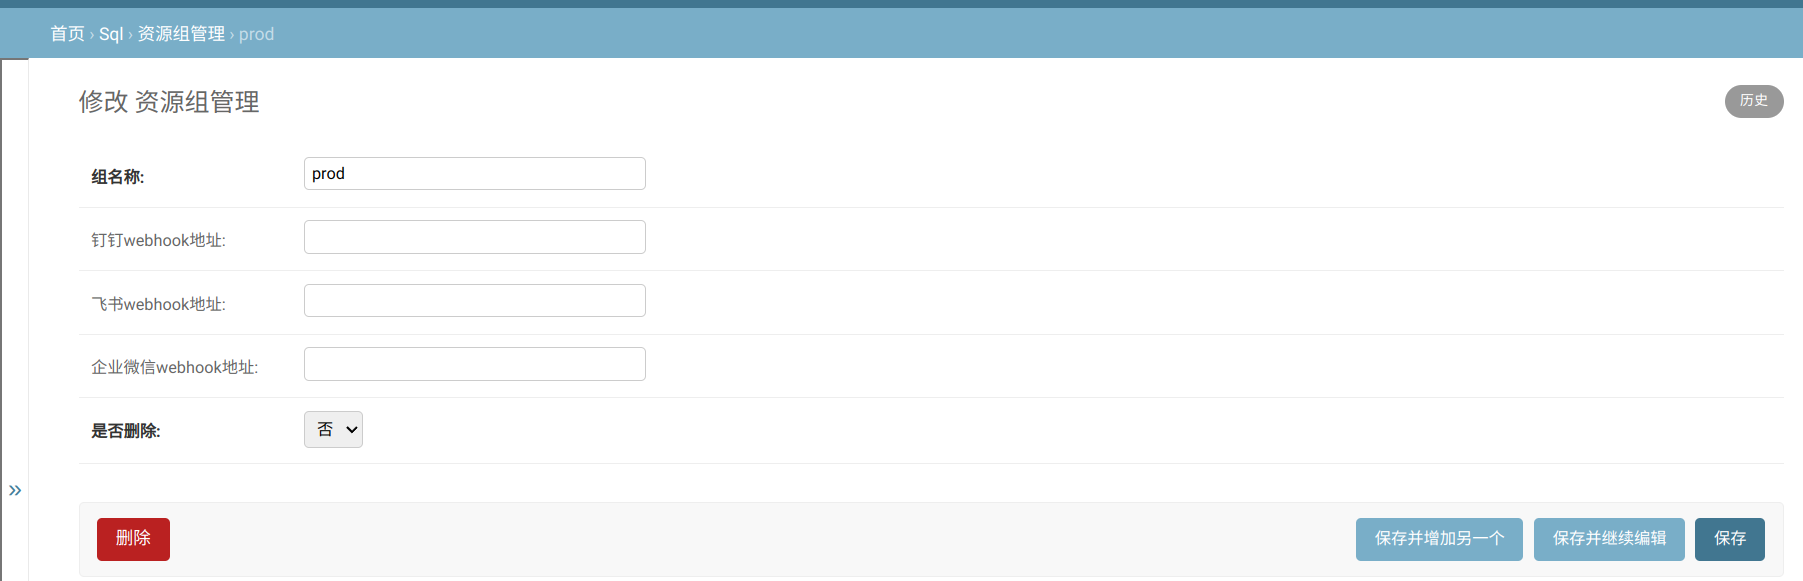 首页 › Sql › 资源组管理 › prod
修改 资源组管理
历史
组名称: prod
钉钉webhook地址:
飞书webhook地址:
企业微信webhook地址:
是否删除: 否
»
删除 保存并增加另一个 保存并继续编辑 保存